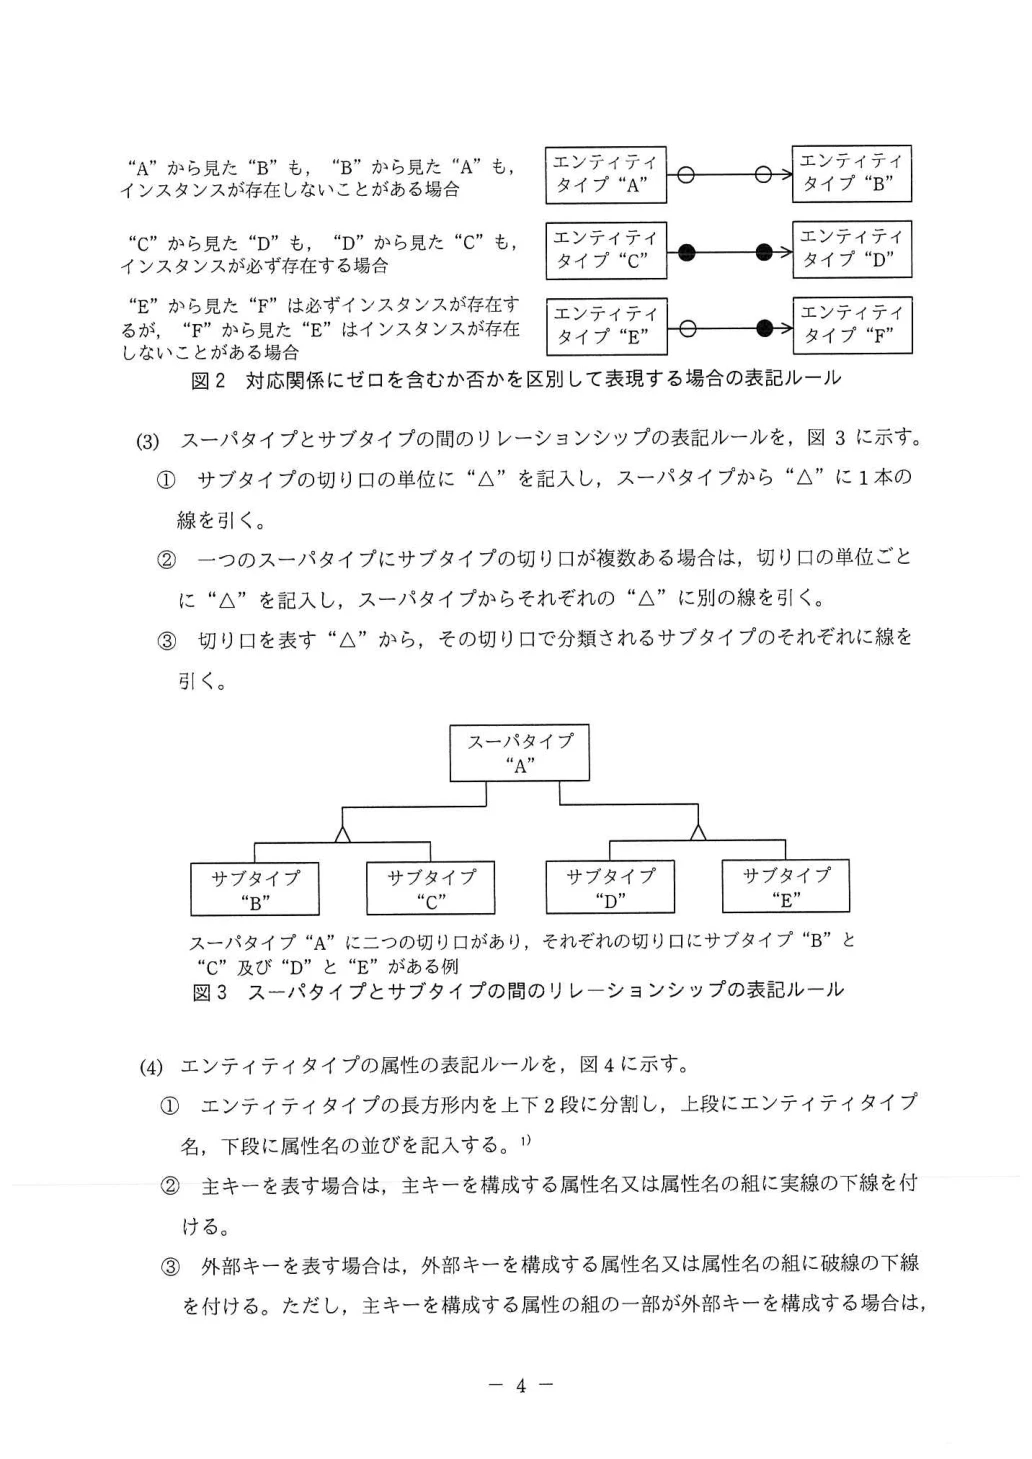 “A”から見た“B”も，“B”から見た“A”も，
インスタンスが存在しないことがある場合
エンティティ
タイプ“A”
エンティティ
タイプ“B”
“C”から見た“D”も，“D”から見た“C”も，
インスタンスが必ず存在する場合
エンティティ
タイプ“C”
エンティティ
タイプ“D”
“E”から見た“F”は必ずインスタンスが存在す
るが，“F”から見た“E”はインスタンスが存在
しないことがある場合
エンティティ
タイプ“E”
エンティティ
タイプ“F”
図2　対応関係にゼロを含むか否かを区別して表現する場合の表記ルール
(3)　スーパタイプとサブタイプの間のリレーションシップの表記ルールを，図 3 に示す。
①　サブタイプの切り口の単位に“△”を記入し，スーパタイプから“△”に1本の
線を引く。
②　一つのスーパタイプにサブタイプの切り口が複数ある場合は，切り口の単位ごと
に“△”を記入し，スーパタイプからそれぞれの“△”に別の線を引く。
③　切り口を表す“△”から，その切り口で分類されるサブタイプのそれぞれに線を
引く。
スーパタイプ
“A”
サブタイプ
“B”
サブタイプ
“C”
サブタイプ
“D”
サブタイプ
“E”
スーパタイプ“A”に二つの切り口があり，それぞれの切り口にサブタイプ“B”と
“C”及び“D”と“E”がある例
図3　スーパタイプとサブタイプの間のリレーションシップの表記ルール
(4)　エンティティタイプの属性の表記ルールを，図4に示す。
①　エンティティタイプの長方形内を上下2段に分割し，上段にエンティティタイプ
名，下段に属性名の並びを記入する。1)
②　主キーを表す場合は，主キーを構成する属性名又は属性名の組に実線の下線を付
ける。
③　外部キーを表す場合は，外部キーを構成する属性名又は属性名の組に破線の下線
を付ける。ただし，主キーを構成する属性の組の一部が外部キーを構成する場合は，
－ 4 －